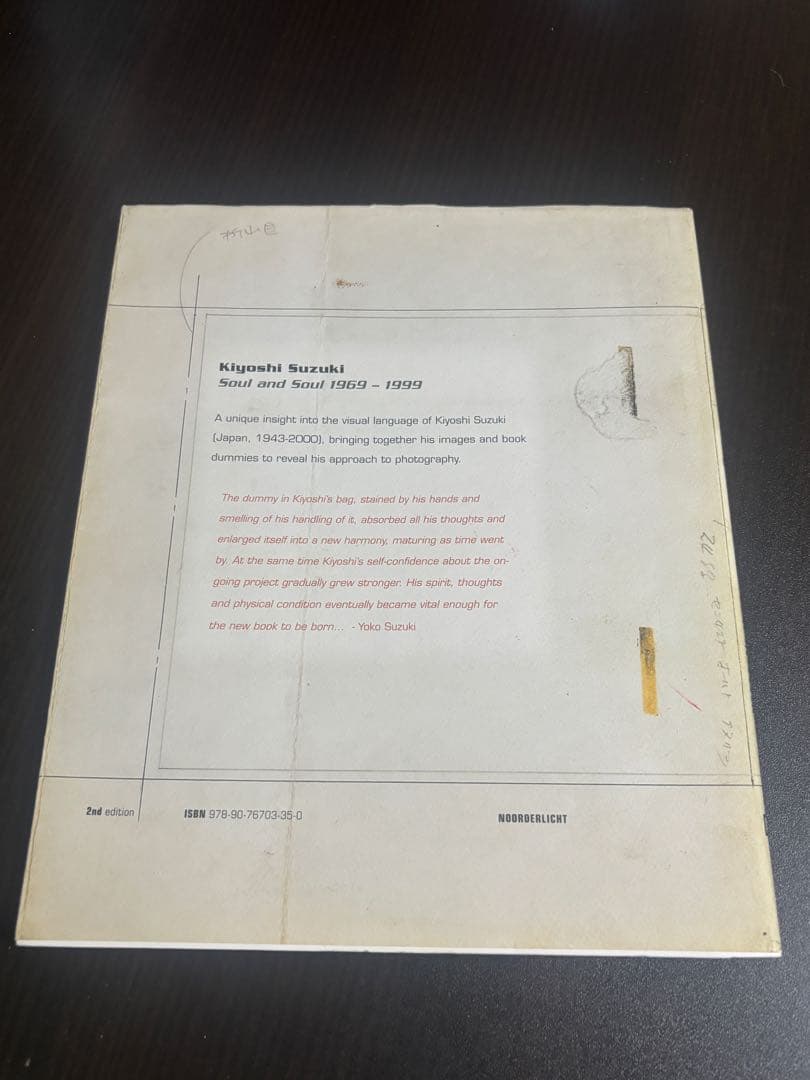 Kiyoshi Suzuki
Soul and Soul 1969 – 1999
A unique insight into the visual language of Kiyoshi Suzuki
(Japan, 1943-2000), bringing together his images and book
dummies to reveal his approach to photography.
The dummy in Kiyoshi's bag, stained by his hands and
smelling of his handling of it, absorbed all his thoughts and
enlarged itself into a new harmony, maturing as time went
by. At the same time Kiyoshi's self-confidence about the on-
going project gradually grew stronger. His spirit, thoughts
and physical condition eventually became vital enough for
the new book to be born... - Yoko Suzuki
2nd edition ISBN 978-90-76703-35-0 NOORDERLICHT